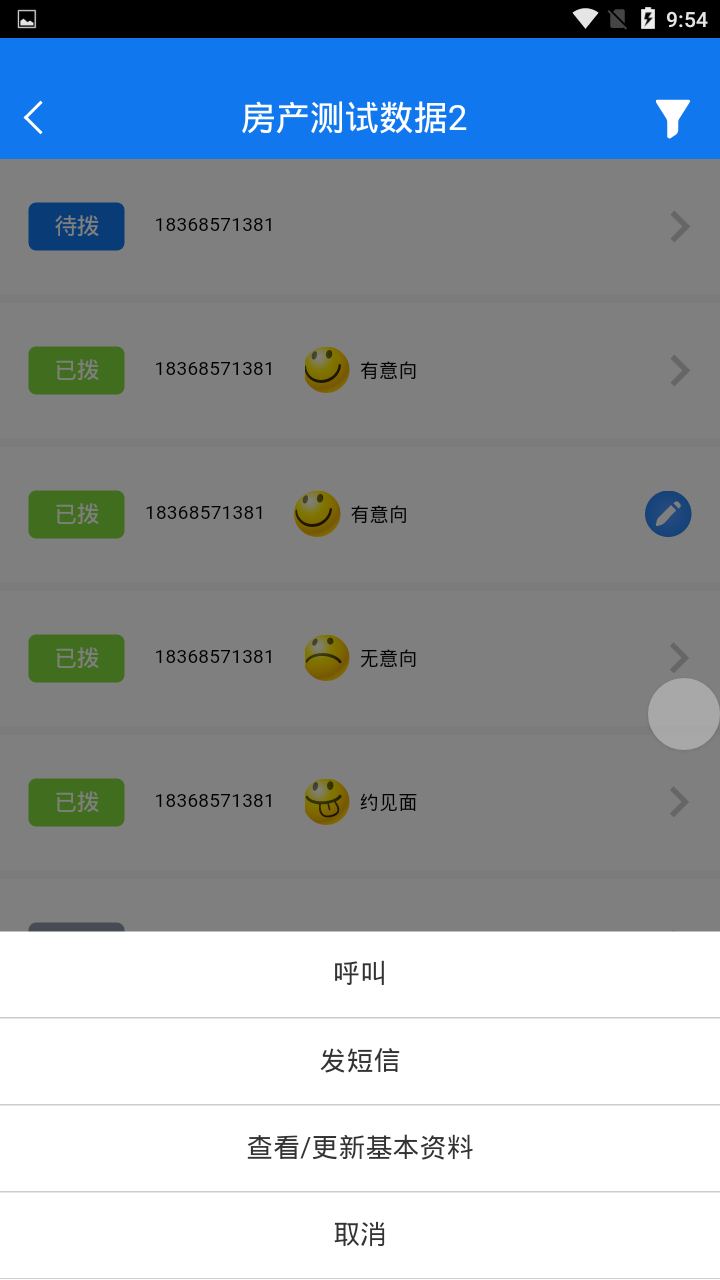 9:54
房产测试数据2
待拨 18368571381
已拨 18368571381 有意向
已拨 18368571381 有意向
已拨 18368571381 无意向
已拨 18368571381 约见面
呼叫
发短信
查看/更新基本资料
取消